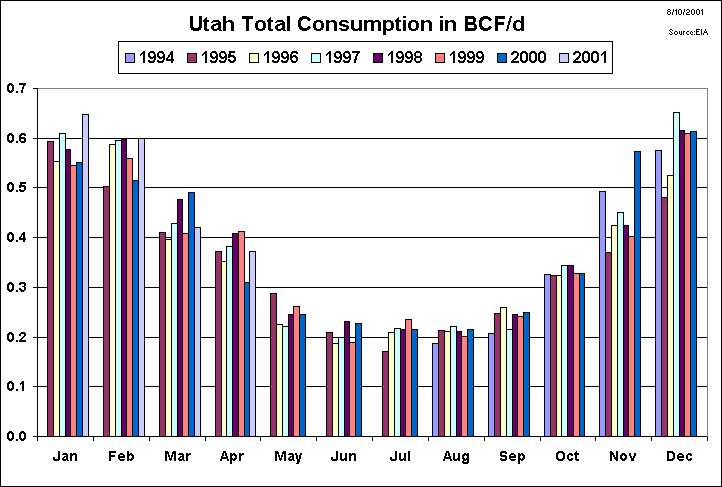 Utah Total Consumption in BCF/d
8/10/2001
Source:EIA
1994 1995 1996 1997 1998 1999 2000 2001
0.7
0.6
0.5
0.4
0.3
0.2
0.1
0.0
Jan Feb Mar Apr May Jun Jul Aug Sep Oct Nov Dec